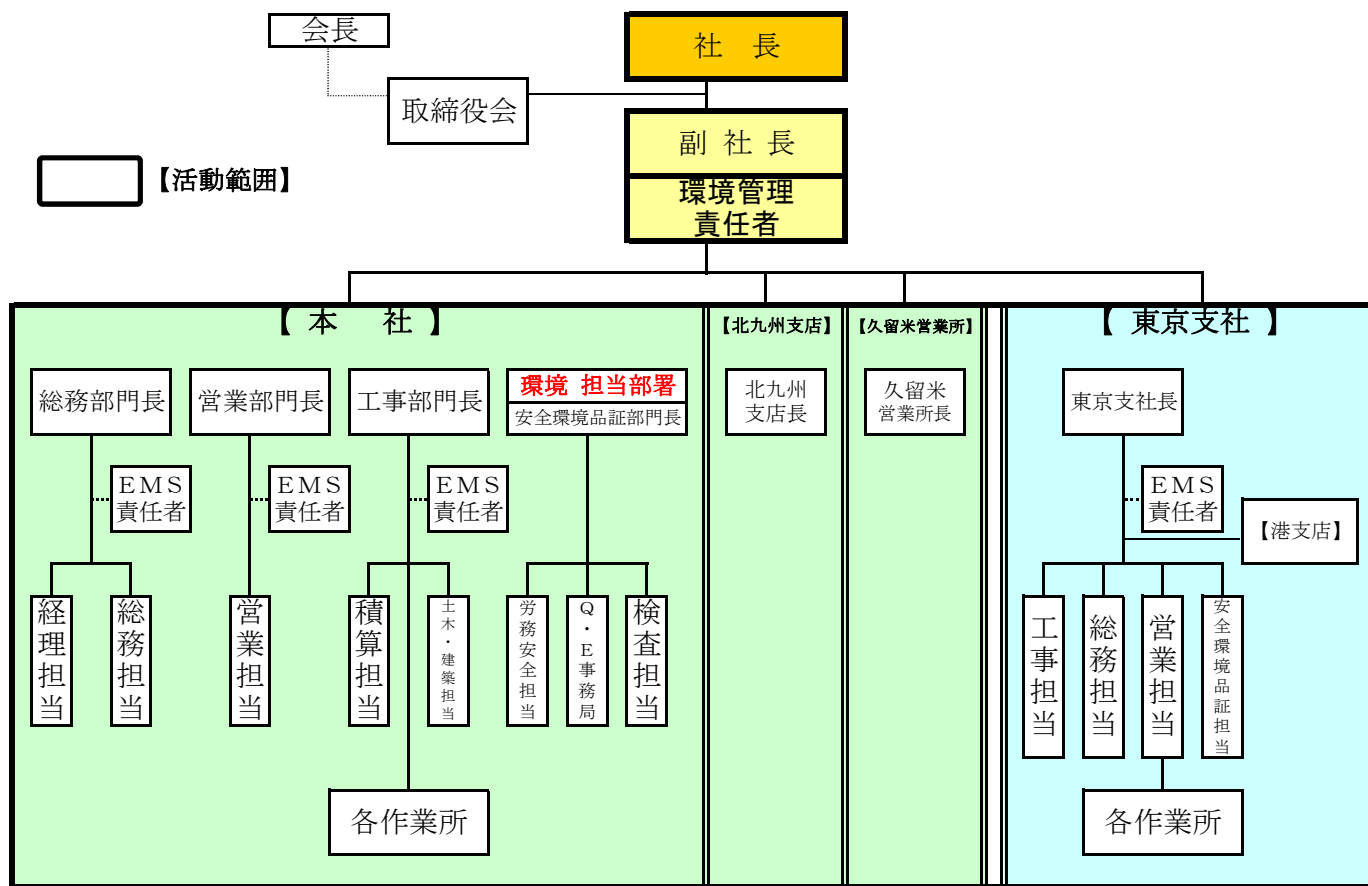 会長
社　長
取締役会
副 社 長
環境管理
責任者
【活動範囲】
【 本　　社 】
【北九州支店】
【久留米営業所】
【 東京支社 】
総務部門長
営業部門長
工事部門長
環境 担当部署
安全環境品証部門長
北九州
支店長
久留米
営業所長
東京支社長
ＥＭＳ
責任者
ＥＭＳ
責任者
ＥＭＳ
責任者
ＥＭＳ
責任者
【港支店】
経理担当
総務担当
営業担当
積算担当
土木・建築担当
労務安全担当
Ｑ・Ｅ事務局
検査担当
工事担当
総務担当
営業担当
安全環境品証担当
各作業所
各作業所